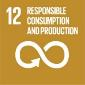 12 RESPONSIBLE
CONSUMPTION
AND PRODUCTION